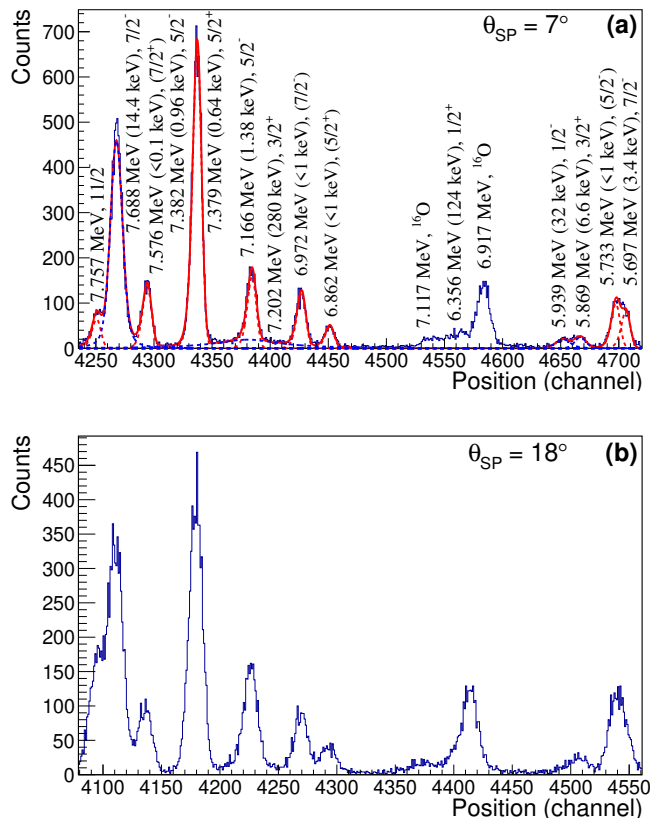 θSP = 7° (a)
Counts
700
600
500
400
300
200
100
0
7.757 MeV, 11/2⁻
7.688 MeV (14.4 keV), 7/2⁻
7.576 MeV (<0.1 keV), (7/2⁺)
7.382 MeV (0.96 keV), 5/2⁻
7.379 MeV (0.64 keV), 5/2⁺
7.166 MeV (1.38 keV), 5/2⁻
7.202 MeV (280 keV), 3/2⁺
6.972 MeV (<1 keV), (7/2⁻)
6.862 MeV (<1 keV), (5/2⁺)
7.117 MeV, ¹⁶O
6.356 MeV (124 keV), 1/2⁺
6.917 MeV, ¹⁶O
5.939 MeV (32 keV), 1/2⁻
5.869 MeV (6.6 keV), 3/2⁺
5.733 MeV (<1 keV), (5/2⁻)
5.697 MeV (3.4 keV), 7/2⁻
4250 4300 4350 4400 4450 4500 4550 4600 4650 4700
Position (channel)
θSP = 18° (b)
Counts
450
400
350
300
250
200
150
100
50
0
4100 4150 4200 4250 4300 4350 4400 4450 4500 4550
Position (channel)